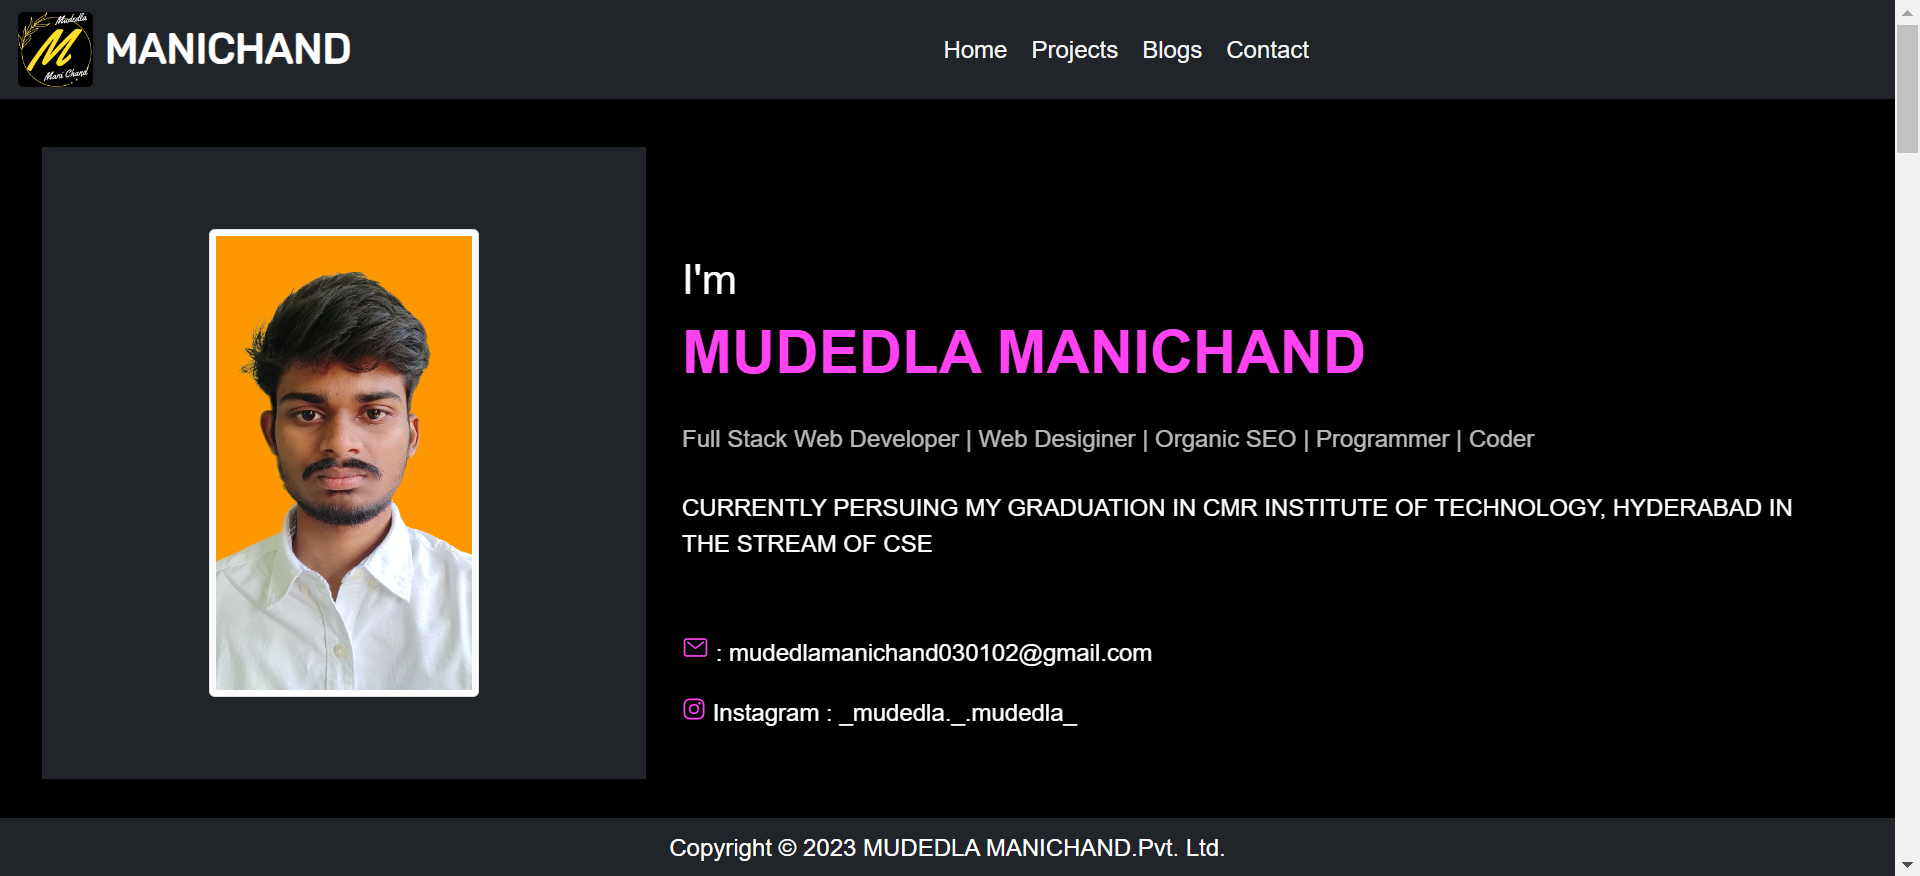 Mudedla
M
Mani Chand
MANICHAND
Home Projects Blogs Contact
I'm
MUDEDLA MANICHAND
Full Stack Web Developer | Web Desiginer | Organic SEO | Programmer | Coder
CURRENTLY PERSUING MY GRADUATION IN CMR INSTITUTE OF TECHNOLOGY, HYDERABAD IN
THE STREAM OF CSE
: mudedlamanichand030102@gmail.com
Instagram : _mudedla._.mudedla_
Copyright © 2023 MUDEDLA MANICHAND.Pvt. Ltd.